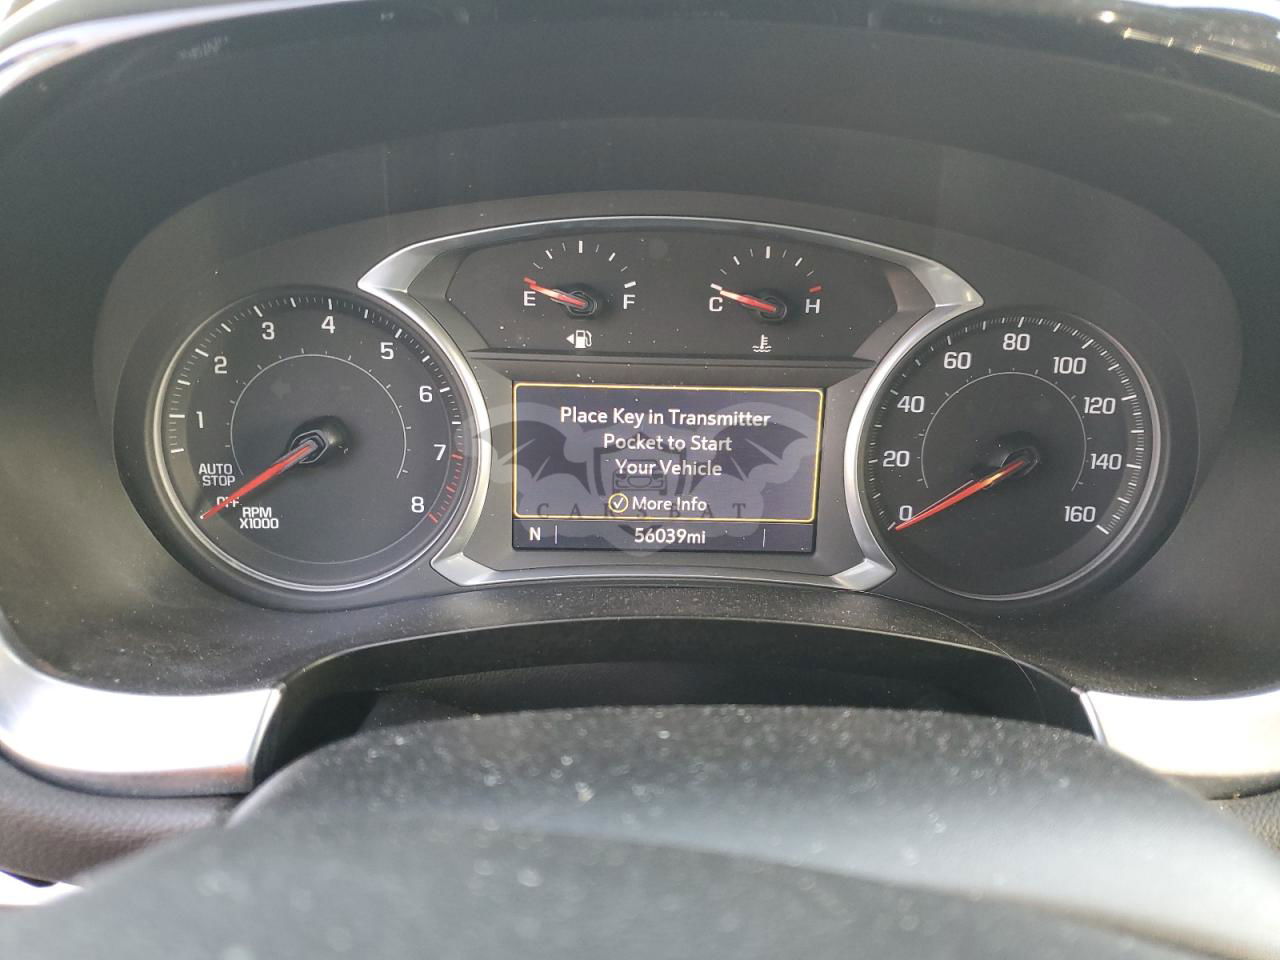 E
F
C
H
1
2
3
4
5
6
7
8
AUTO
STOP
OFF
RPM
X1000
Place Key in Transmitter
Pocket to Start
Your Vehicle
More Info
CARSBAT
N
56039mi
0
20
40
60
80
100
120
140
160